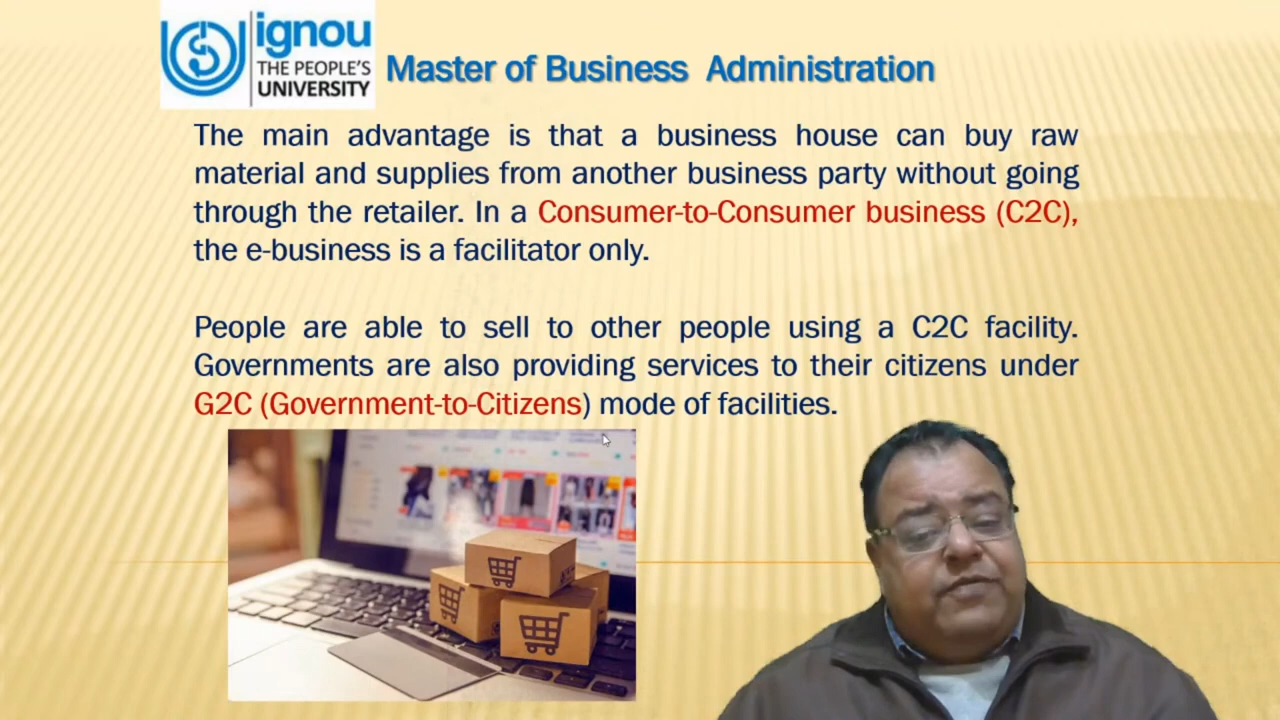 ignou
THE PEOPLE'S
UNIVERSITY
Master of Business Administration
The main advantage is that a business house can buy raw
material and supplies from another business party without going
through the retailer. In a Consumer-to-Consumer business (C2C),
the e-business is a facilitator only.
People are able to sell to other people using a C2C facility.
Governments are also providing services to their citizens under
G2C (Government-to-Citizens) mode of facilities.